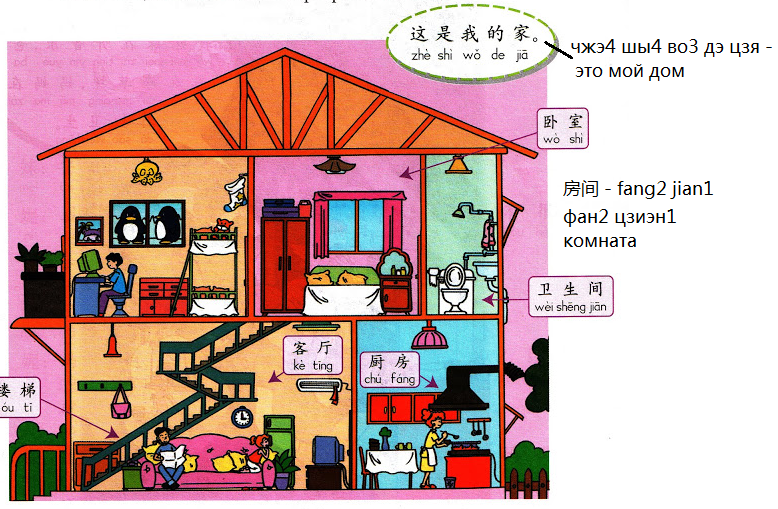 这是我的家。
zhè shì wǒ de jiā
чжэ4 шы4 во3 дэ цзя -
это мой дом
卧室
wò shì
房间 - fang2 jian1
фан2 цзиэн1
комната
卫生间
wèi shēng jiān
客厅
kè tīng
厨房
chú fáng
楼梯
óu tī